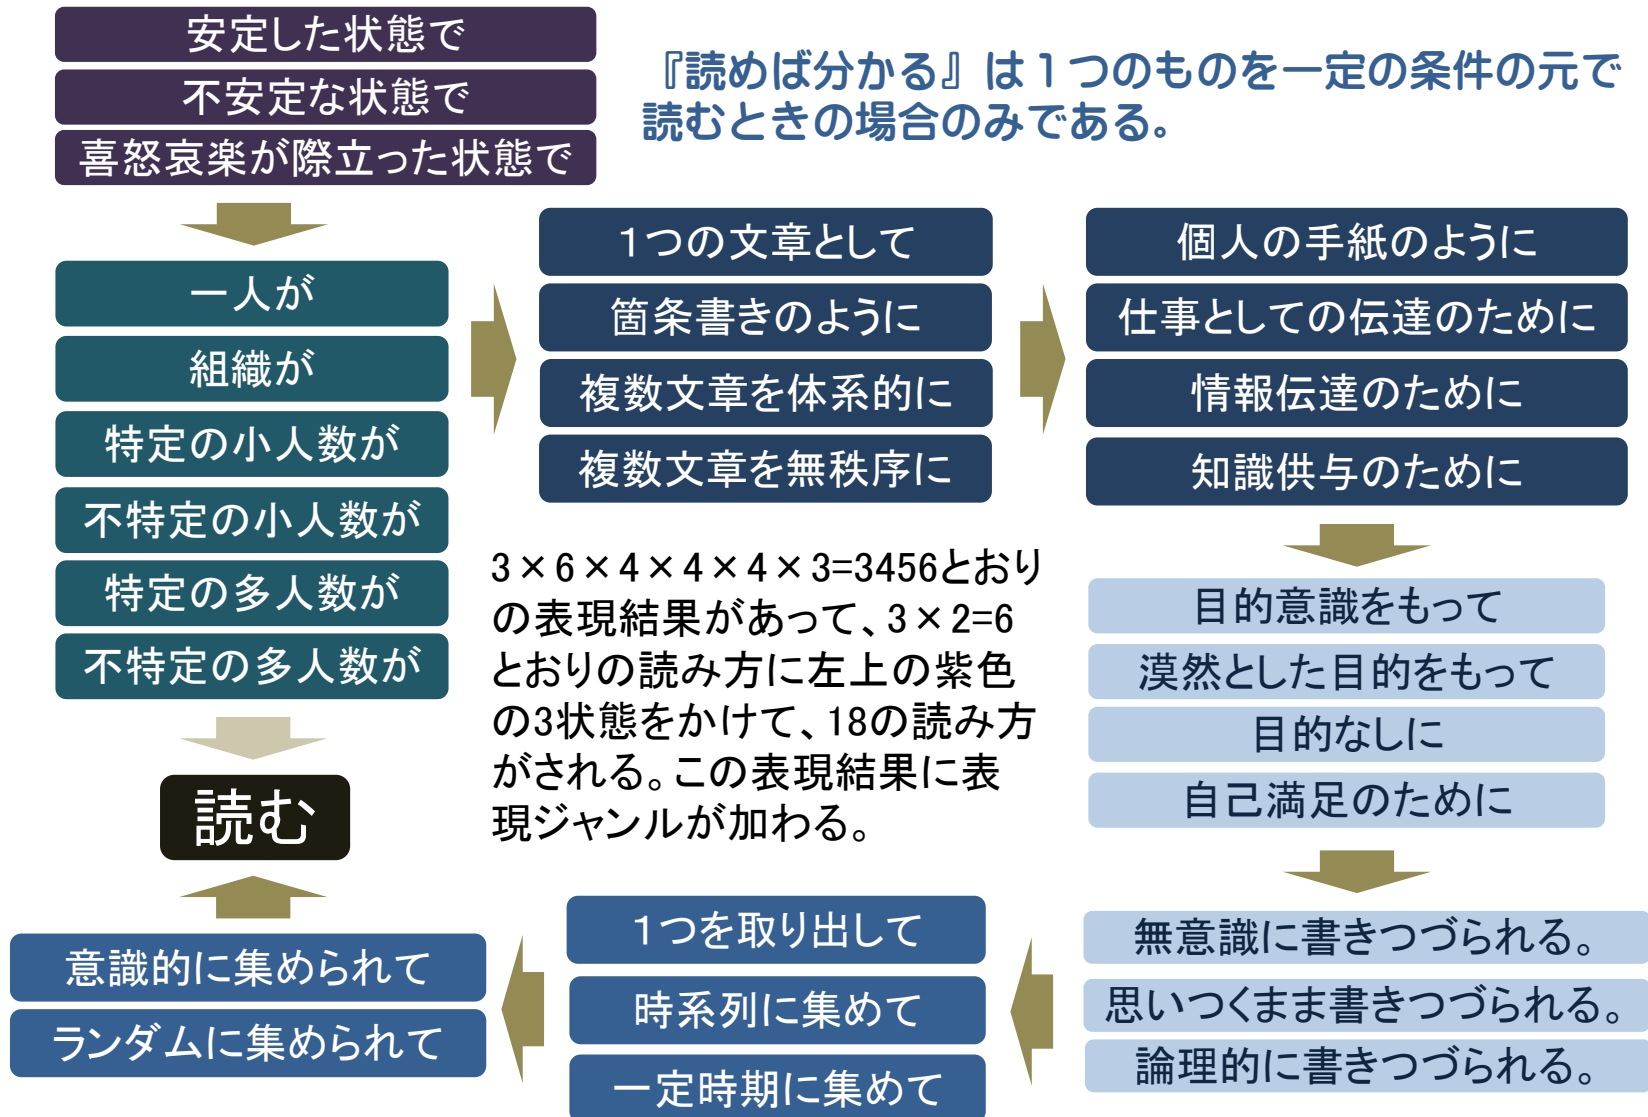 安定した状態で
不安定な状態で
喜怒哀楽が際立った状態で
『読めば分かる』は１つのものを一定の条件の元で
読むときの場合のみである。
一人が
組織が
特定の小人数が
不特定の小人数が
特定の多人数が
不特定の多人数が
１つの文章として
箇条書きのように
複数文章を体系的に
複数文章を無秩序に
個人の手紙のように
仕事としての伝達のために
情報伝達のために
知識供与のために
3×6×4×4×4×3=3456とおり
の表現結果があって、3×2=6
とおりの読み方に左上の紫色
の3状態をかけて、18の読み方
がされる。この表現結果に表
現ジャンルが加わる。
目的意識をもって
漠然とした目的をもって
目的なしに
自己満足のために
無意識に書きつづられる。
思いつくまま書きつづられる。
論理的に書きつづられる。
１つを取り出して
時系列に集めて
一定時期に集めて
意識的に集められて
ランダムに集められて
読む